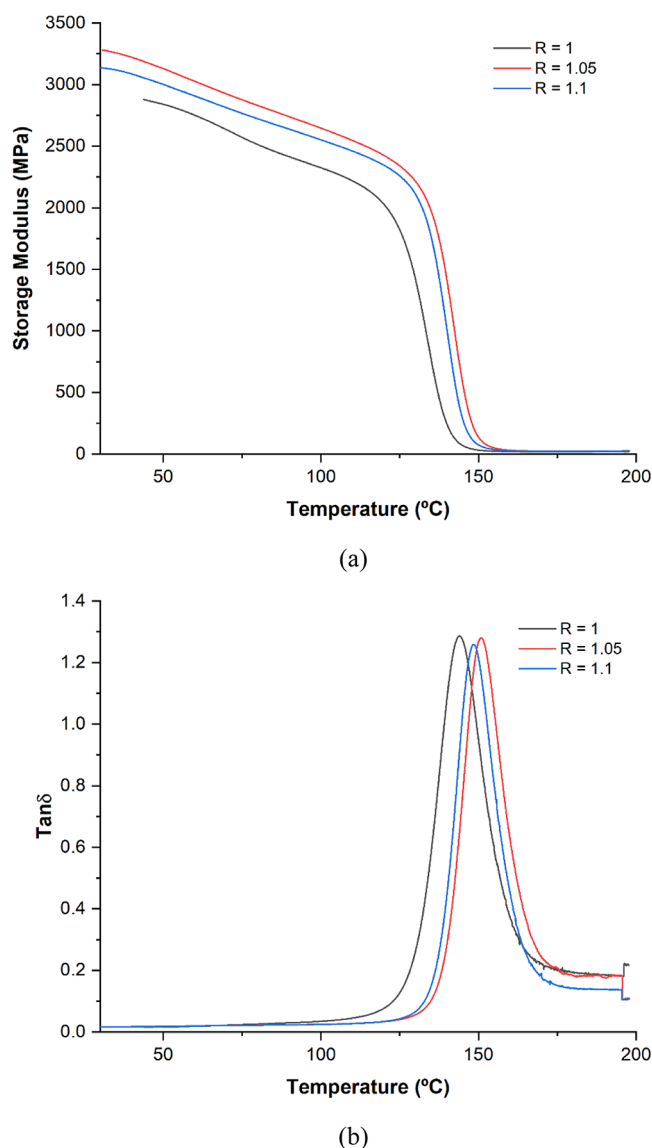 3500
3000
2500
2000
1500
1000
500
0
Storage Modulus (MPa)
R = 1
R = 1.05
R = 1.1
50 100 150 200
Temperature (ºC)
(a)
1.4
1.2
1.0
0.8
0.6
0.4
0.2
0.0
Tanδ
R = 1
R = 1.05
R = 1.1
50 100 150 200
Temperature (ºC)
(b)